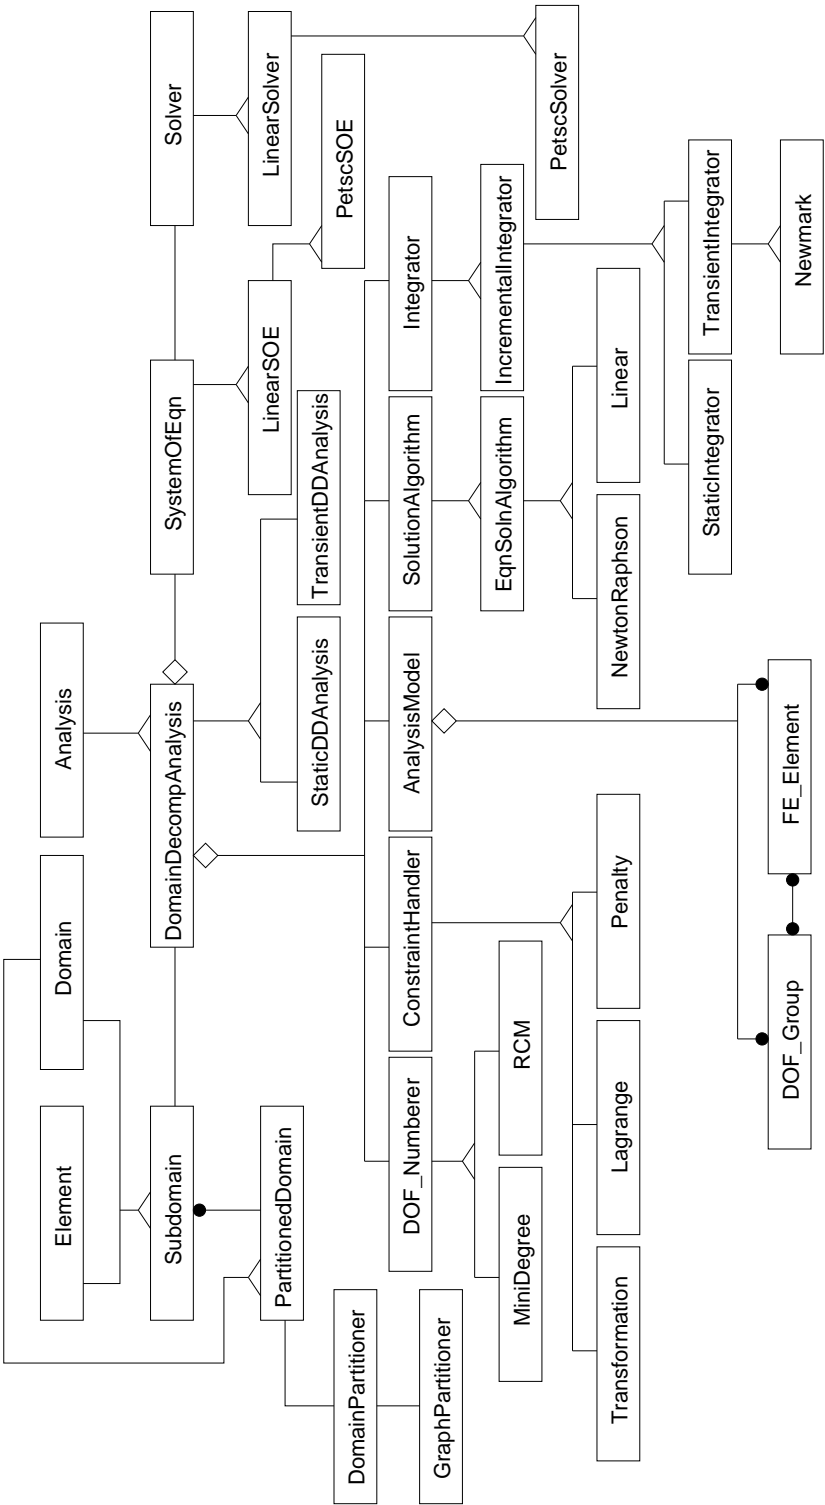 Element
Domain
Analysis
Subdomain
DomainDecompAnalysis
SystemOfEqn
Solver
PartitionedDomain
LinearSOE
LinearSolver
DomainPartitioner
StaticDDAnalysis
TransientDDAnalysis
PetscSOE
GraphPartitioner
DOF_Numberer
ConstraintHandler
AnalysisModel
SolutionAlgorithm
Integrator
MiniDegree
RCM
EqnSolnAlgorithm
IncrementalIntegrator
PetscSolver
Transformation
Lagrange
Penalty
NewtonRaphson
Linear
StaticIntegrator
TransientIntegrator
DOF_Group
FE_Element
Newmark